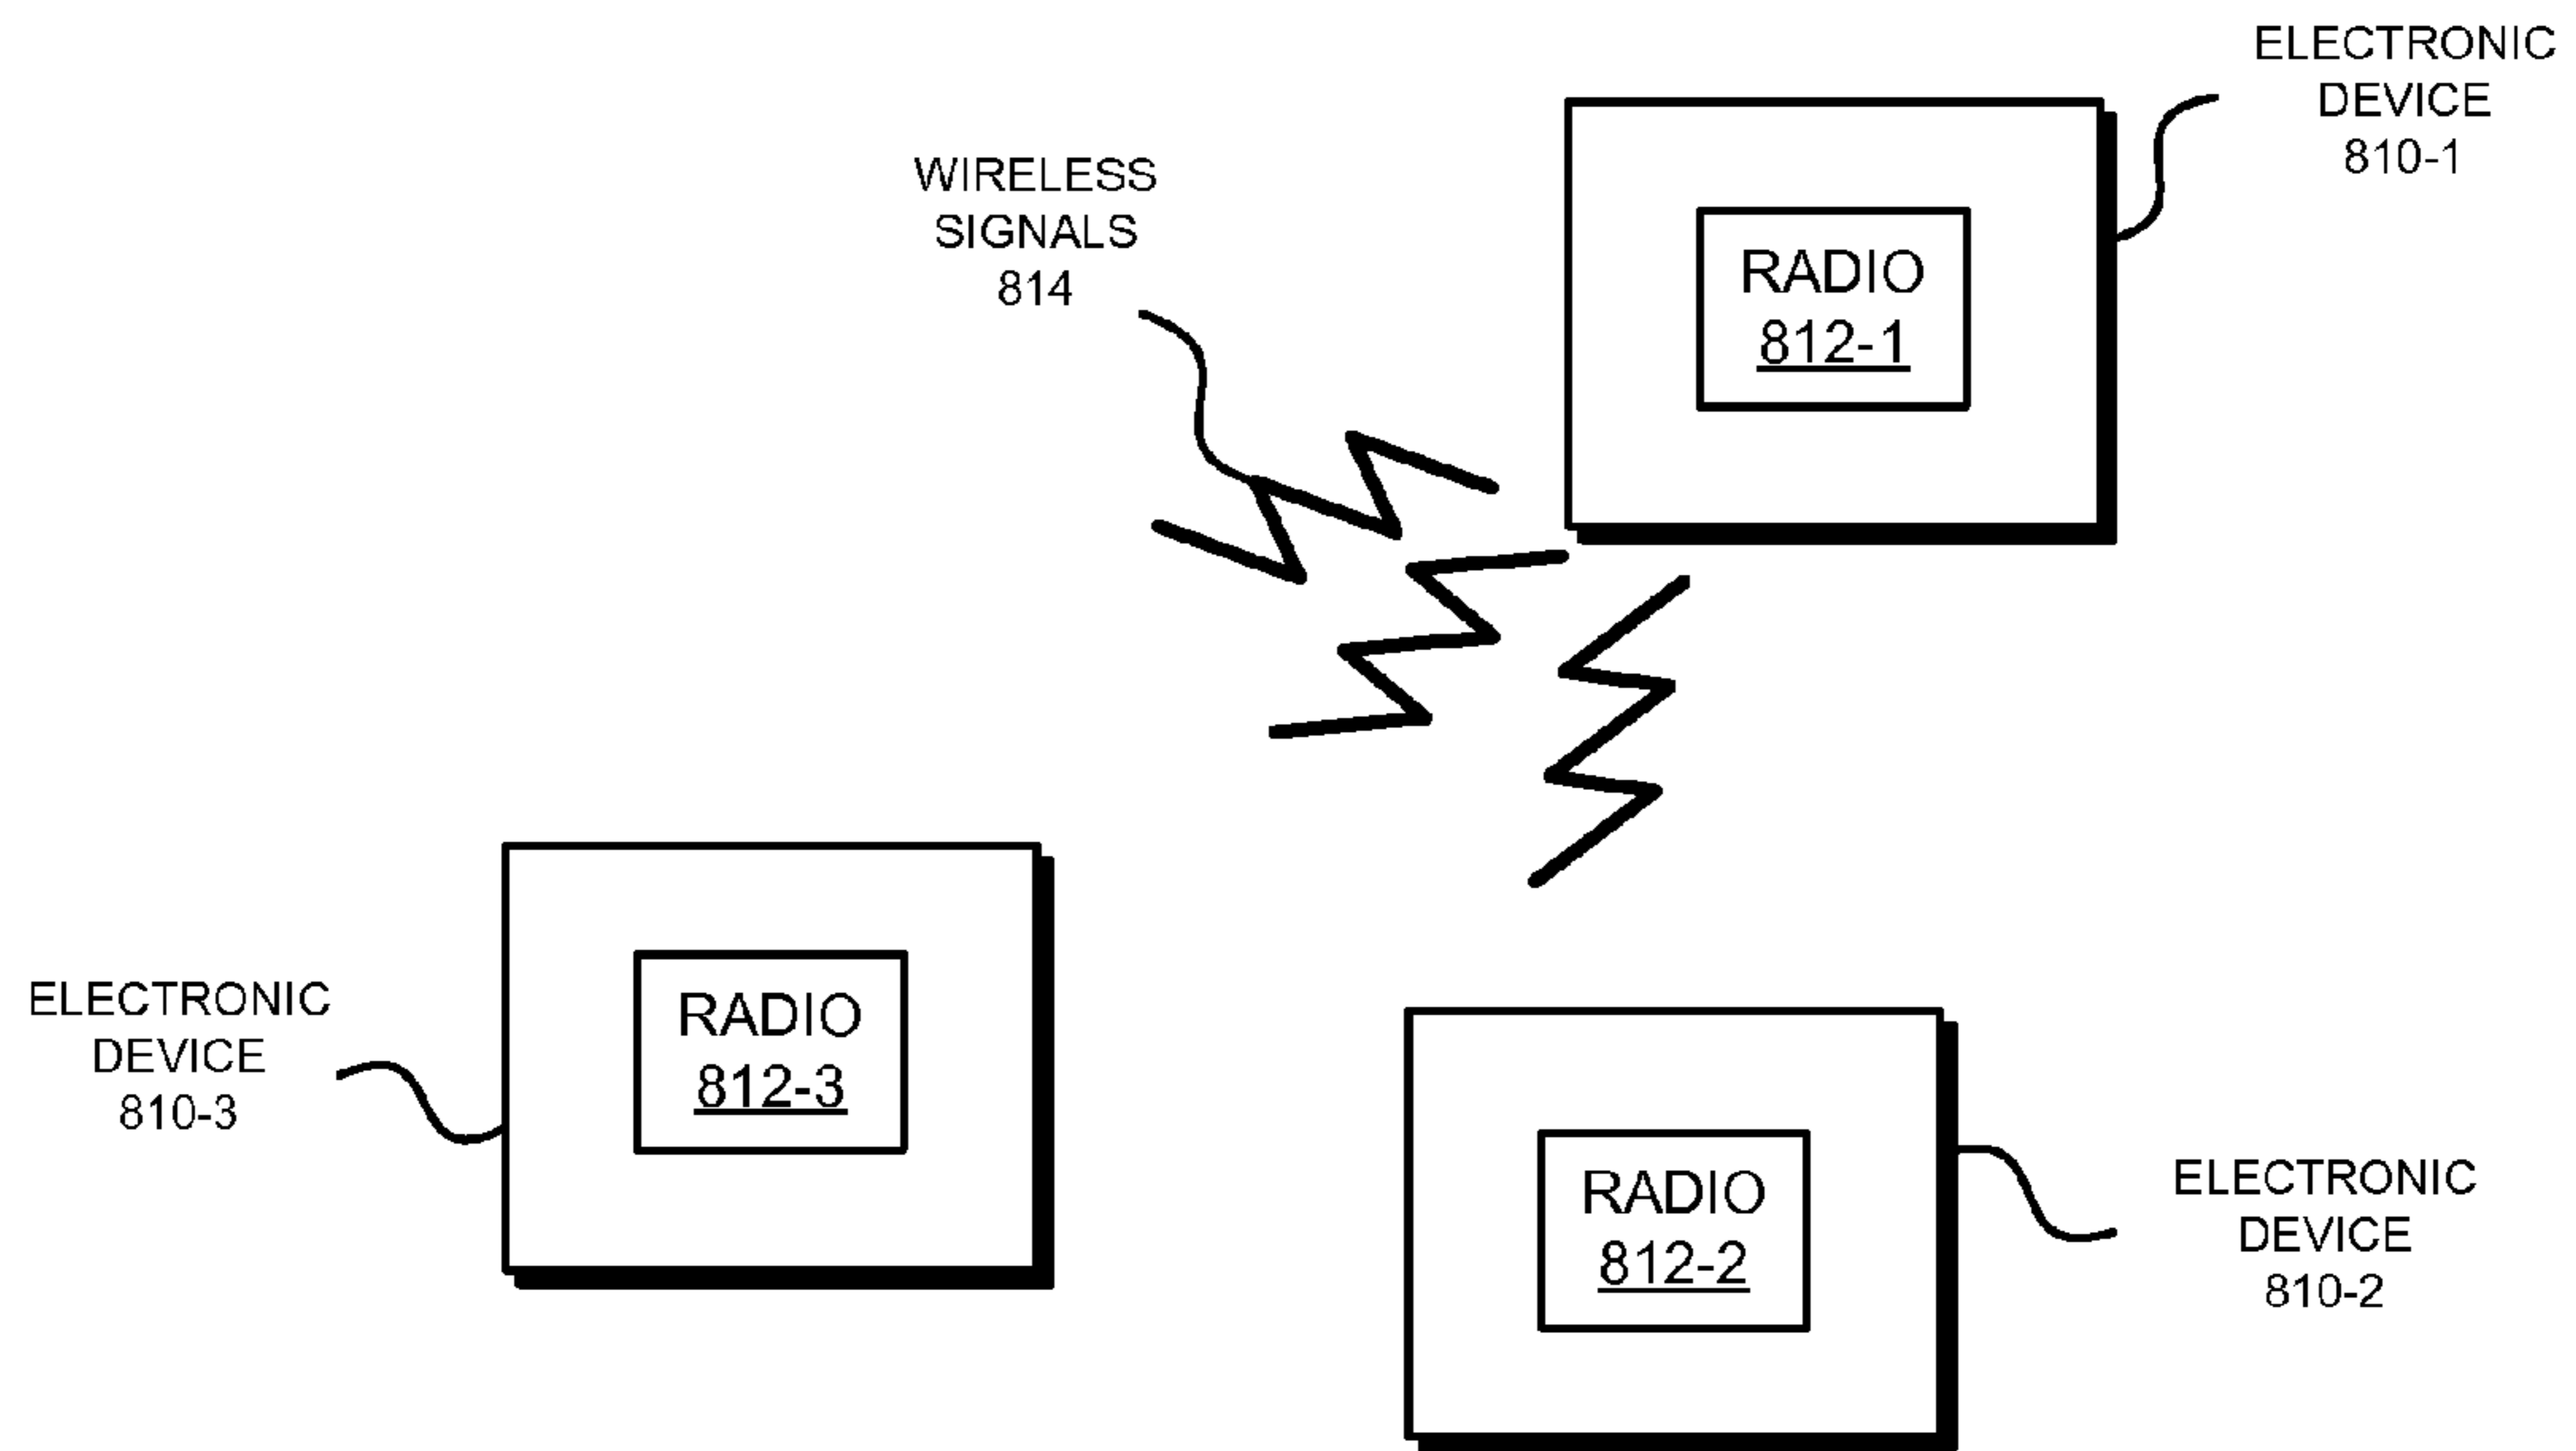 ELECTRONIC
DEVICE
810-1
WIRELESS
SIGNALS
814
RADIO
812-1
ELECTRONIC
DEVICE
810-3
RADIO
812-3
RADIO
812-2
ELECTRONIC
DEVICE
810-2